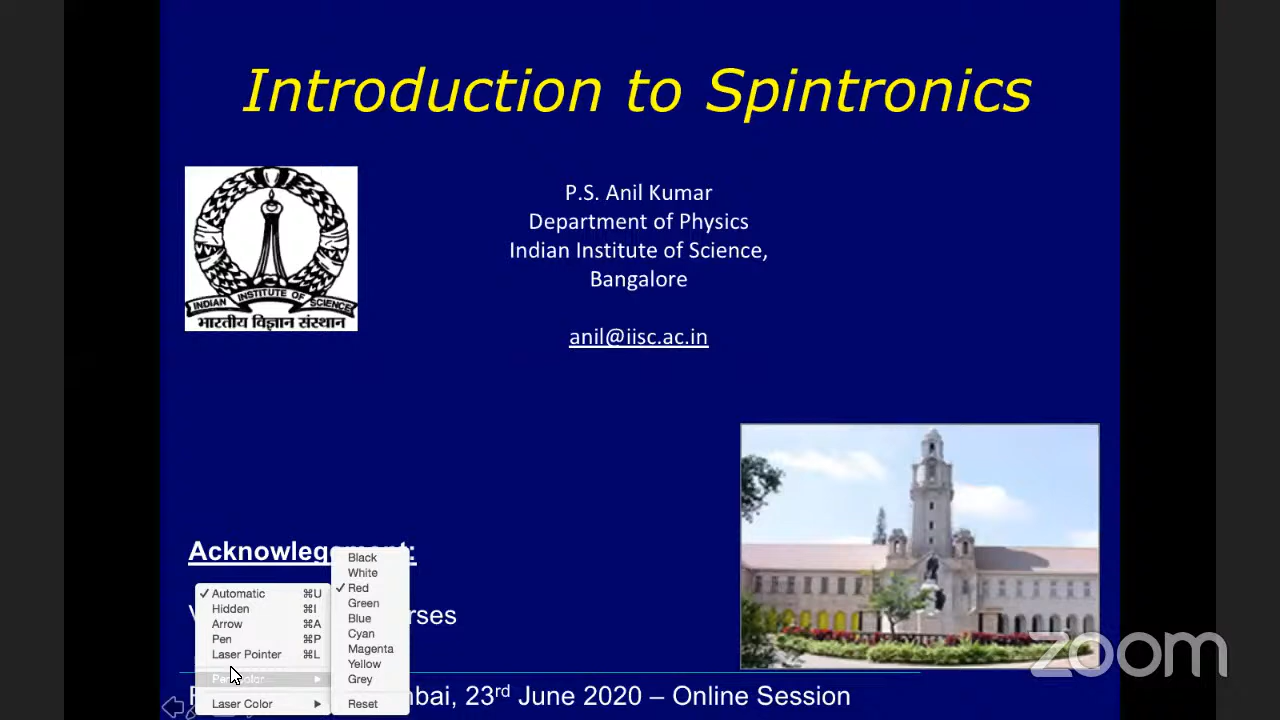 Introduction to Spintronics
P.S. Anil Kumar
Department of Physics
Indian Institute of Science,
Bangalore
anil@iisc.ac.in
INDIAN INSTITUTE OF SCIENCE
भारतीय विज्ञान संस्थान
Automatic ⌘U
Hidden ⌘I
Arrow ⌘A
Pen ⌘P
Laser Pointer ⌘L
Pen Color
Laser Color
Black
White
Red
Green
Blue
Cyan
Magenta
Yellow
Grey
Reset
23rd June 2020 – Online Session
zoom